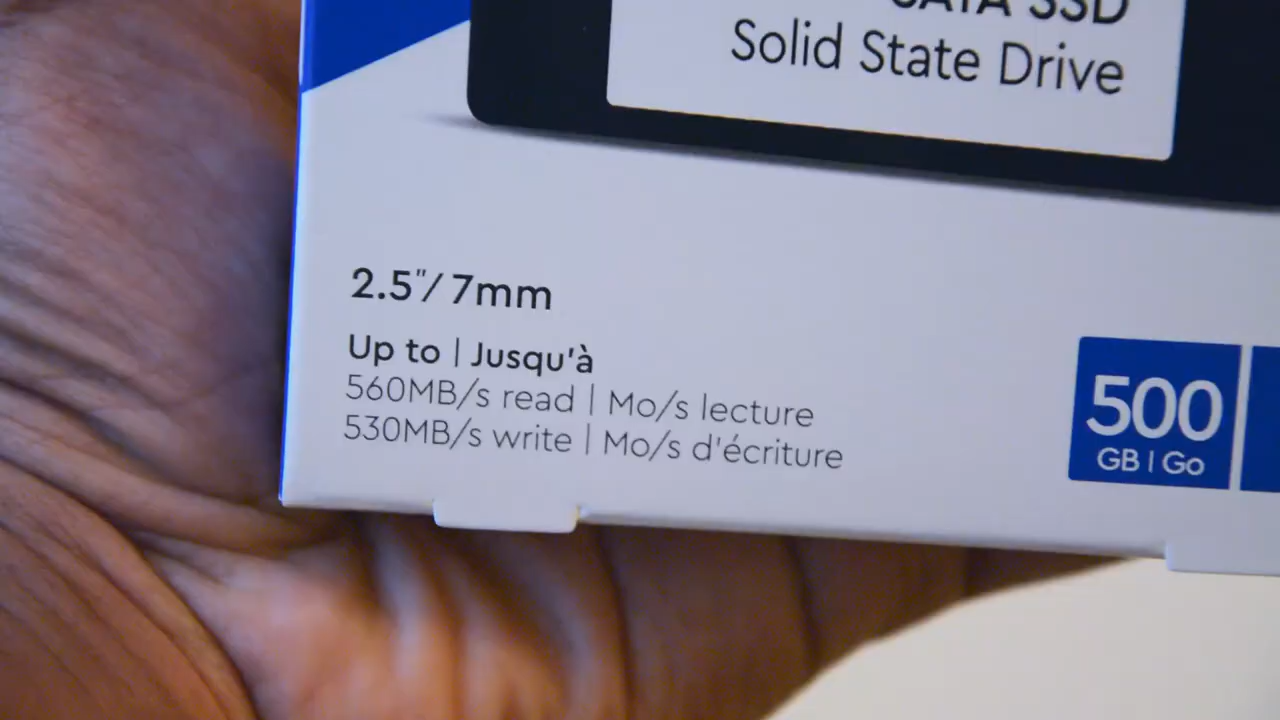 SATA SSD
Solid State Drive
2.5"/7mm
Up to | Jusqu'à
560MB/s read | Mo/s lecture
530MB/s write | Mo/s d'écriture
500
GB | Go